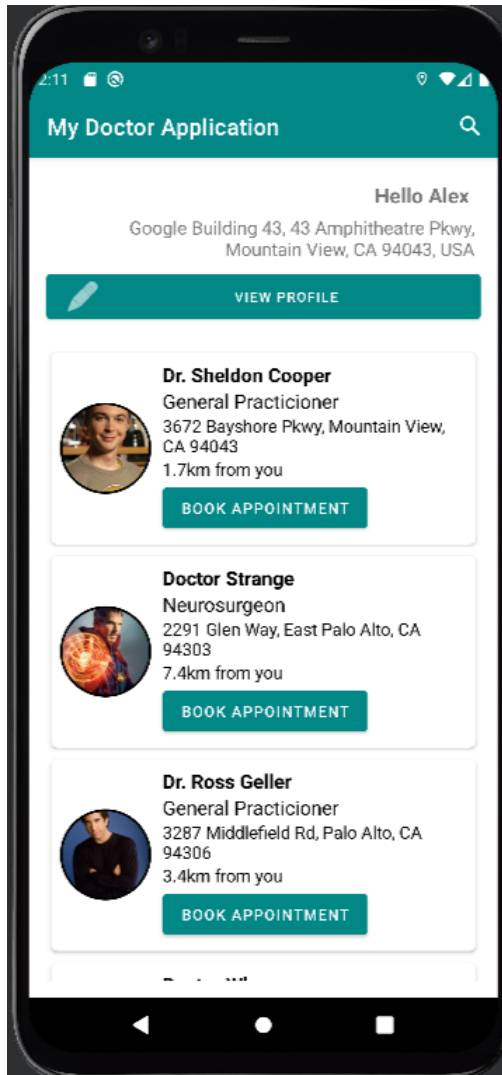 2:11
My Doctor Application
Hello Alex
Google Building 43, 43 Amphitheatre Pkwy,
Mountain View, CA 94043, USA
VIEW PROFILE
Dr. Sheldon Cooper
General Practicioner
3672 Bayshore Pkwy, Mountain View,
CA 94043
1.7km from you
BOOK APPOINTMENT
Doctor Strange
Neurosurgeon
2291 Glen Way, East Palo Alto, CA
94303
7.4km from you
BOOK APPOINTMENT
Dr. Ross Geller
General Practicioner
3287 Middlefield Rd, Palo Alto, CA
94306
3.4km from you
BOOK APPOINTMENT